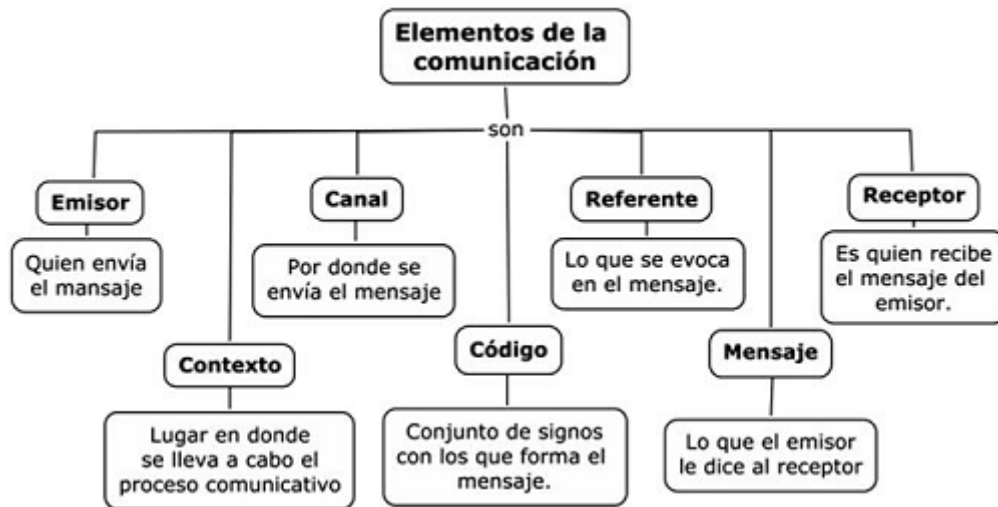 Elementos de la
comunicación
son
Emisor
Quien envía
el mansaje
Contexto
Lugar en donde
se lleva a cabo el
proceso comunicativo
Canal
Por donde se
envía el mensaje
Código
Conjunto de signos
con los que forma el
mensaje.
Referente
Lo que se evoca
en el mensaje.
Mensaje
Lo que el emisor
le dice al receptor
Receptor
Es quien recibe
el mensaje del
emisor.